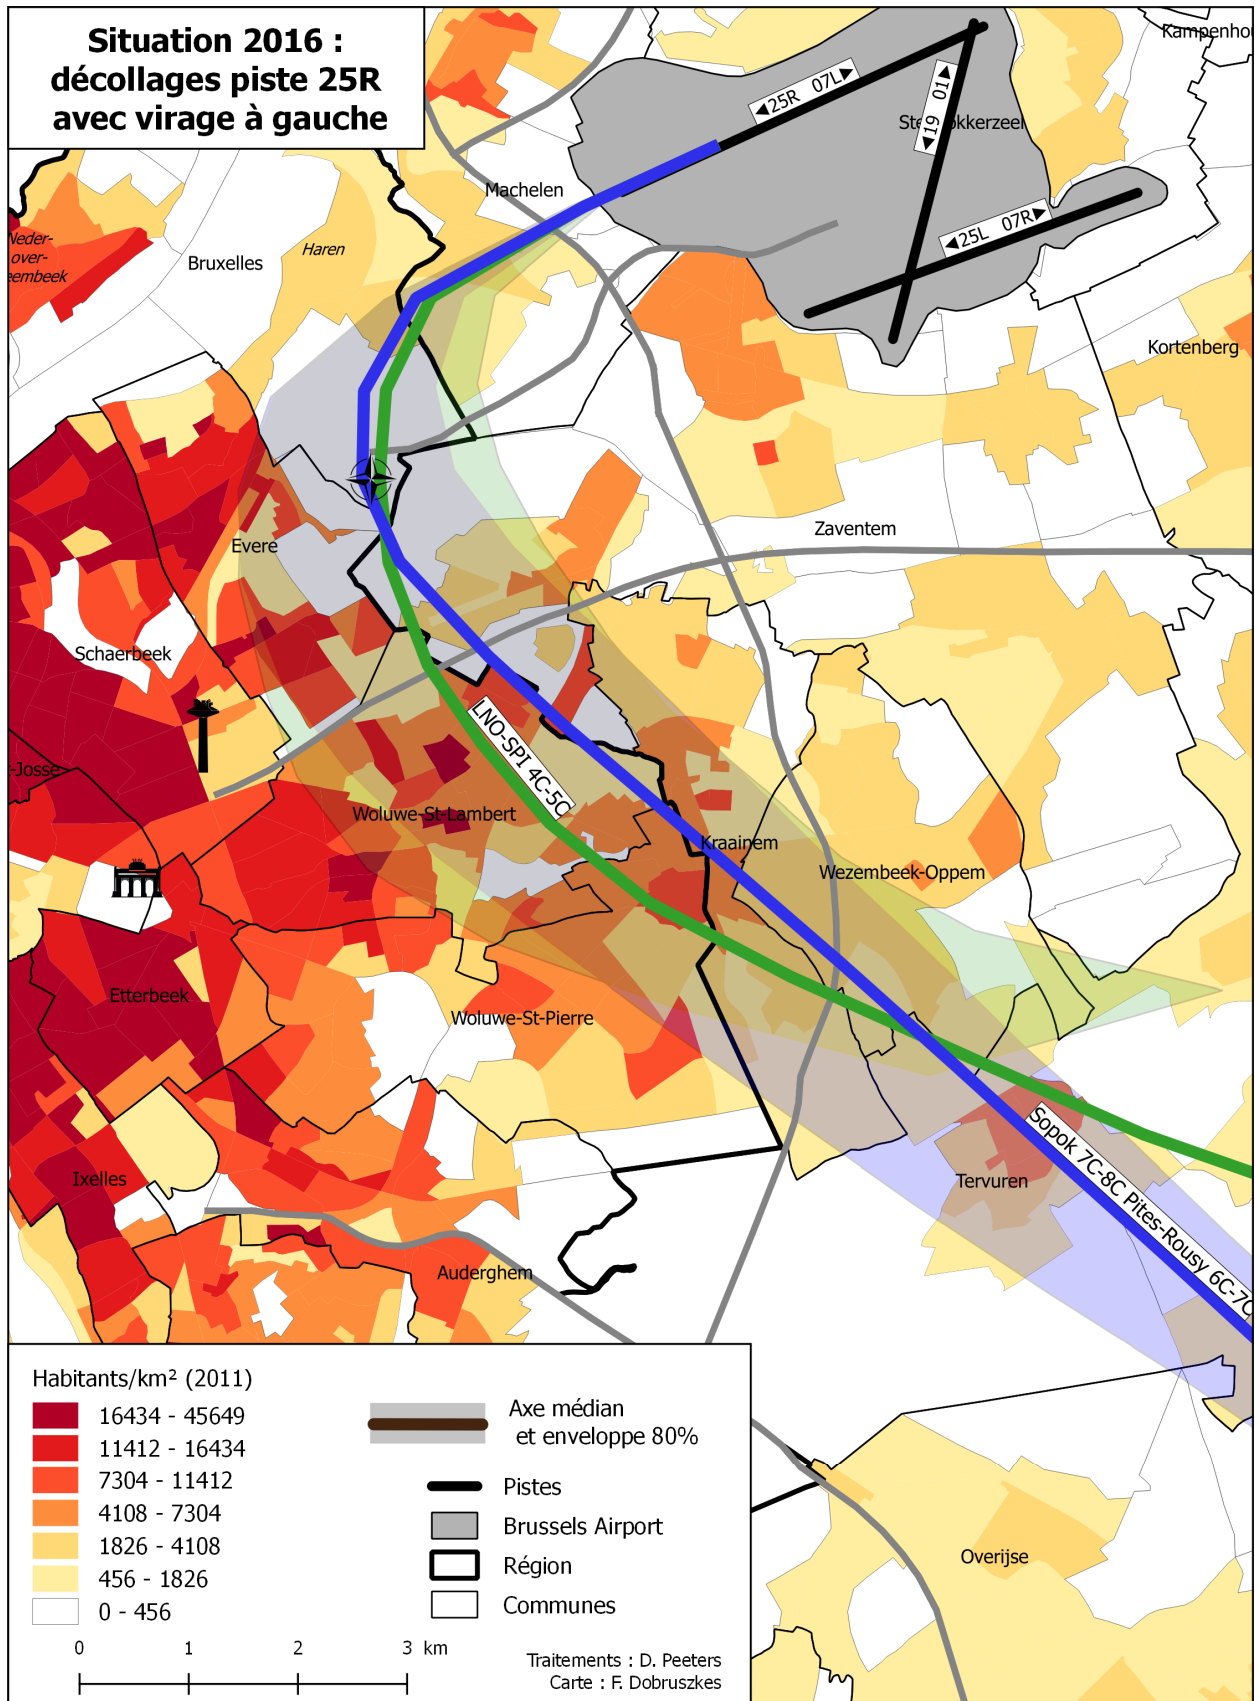 Situation 2016 :
décollages piste 25R
avec virage à gauche
Kampenhou
25R 07L
19 01
Machelen
Haren
Bruxelles
25L 07R
Kortenberg
Zaventem
Evere
Schaerbeek
-Josse
LNO-SPI 4C-5C
Woluwe-St-Lambert
Kraainem
Wezembeek-Oppem
Etterbeek
Woluwe-St-Pierre
Sopok 7C-8C Pites-Rousy 6C-7C
Ixelles
Tervuren
Auderghem
Overijse
Habitants/km² (2011)
16434 - 45649
11412 - 16434
7304 - 11412
4108 - 7304
1826 - 4108
456 - 1826
0 - 456
Axe médian
et enveloppe 80%
Pistes
Brussels Airport
Région
Communes
0 1 2 3 km
Traitements : D. Peeters
Carte : F. Dobruszkes